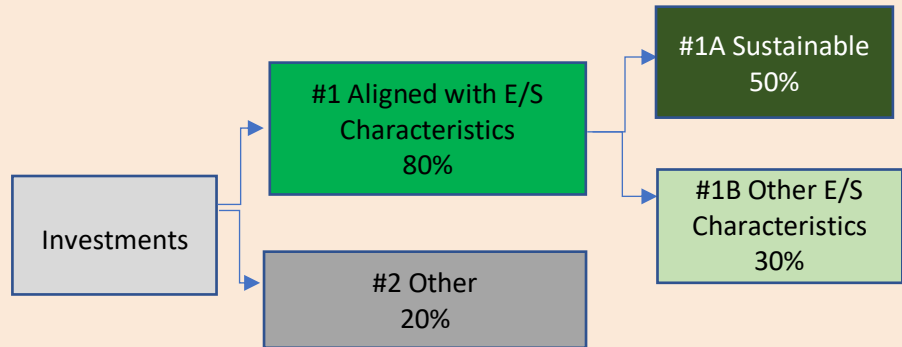 Investments
#1 Aligned with E/S
Characteristics
80%
#2 Other
20%
#1A Sustainable
50%
#1B Other E/S
Characteristics
30%